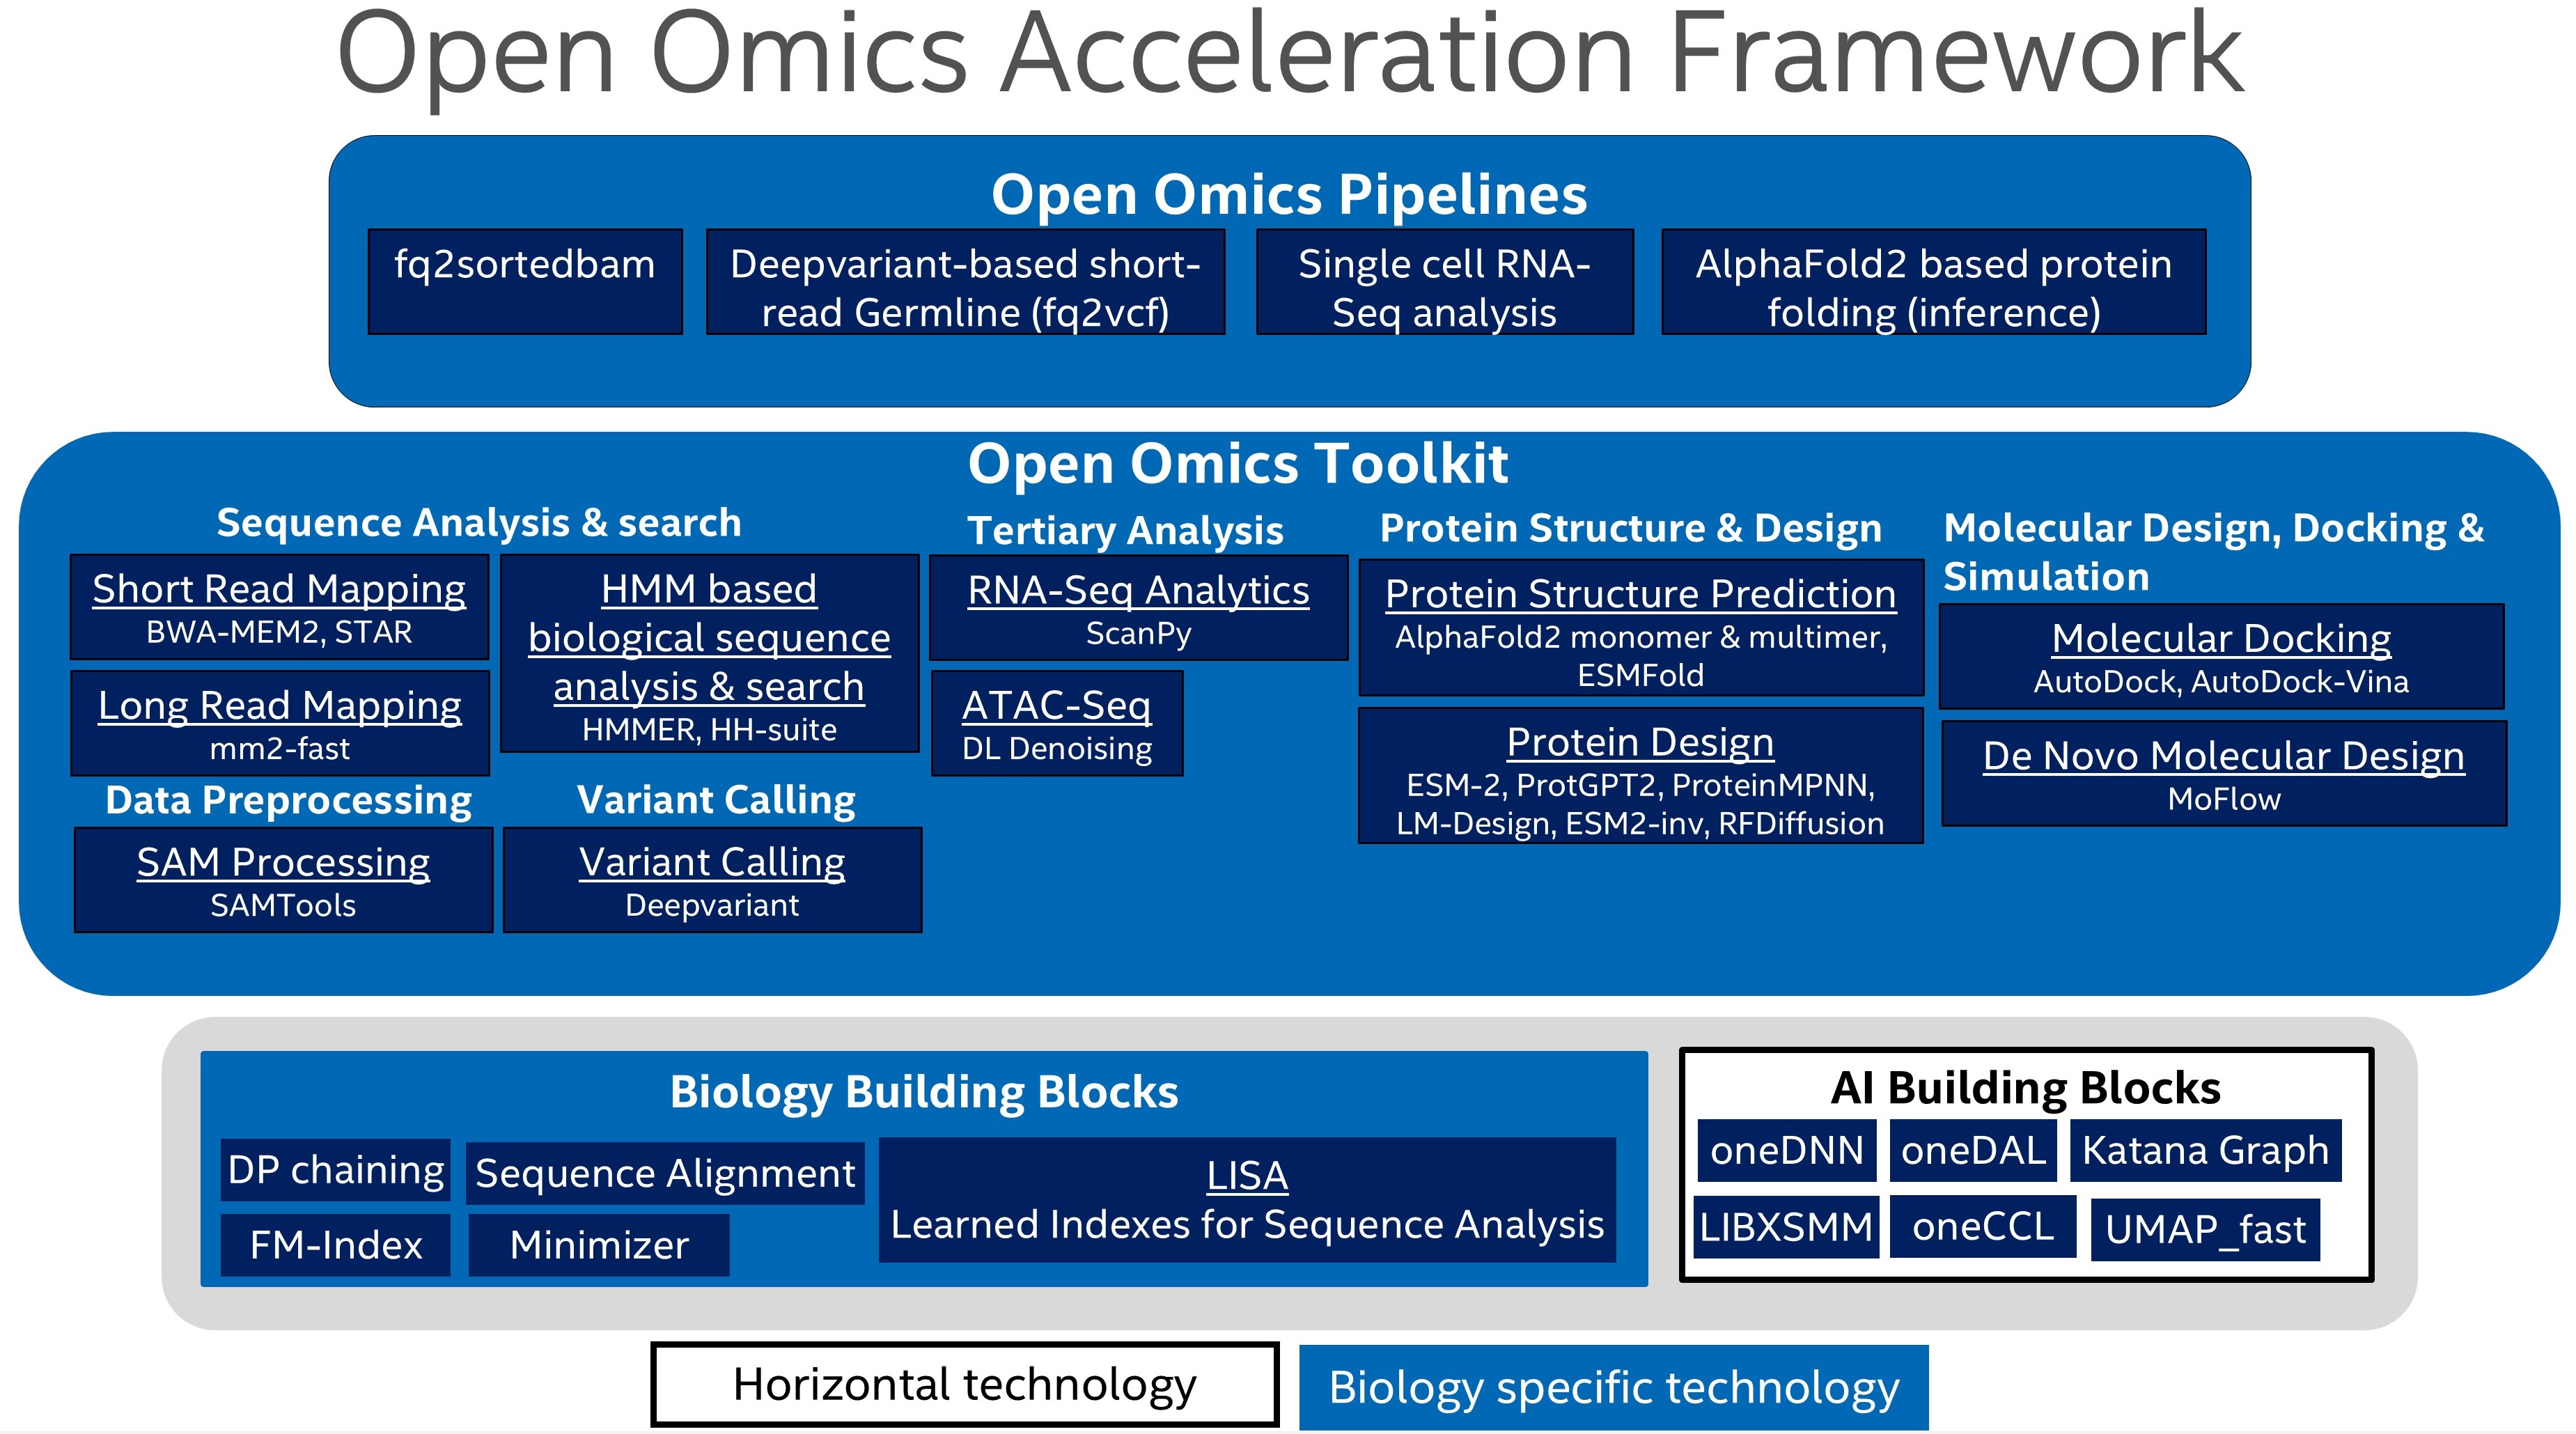 Open Omics Acceleration Framework
Open Omics Pipelines
fq2sortedbam
Deepvariant-based short-
read Germline (fq2vcf)
Single cell RNA-
Seq analysis
AlphaFold2 based protein
folding (inference)
Open Omics Toolkit
Sequence Analysis & search
Short Read Mapping
BWA-MEM2, STAR
Long Read Mapping
mm2-fast
HMM based
biological sequence
analysis & search
HMMER, HH-suite
Data Preprocessing
SAM Processing
SAMTools
Variant Calling
Variant Calling
Deepvariant
Tertiary Analysis
RNA-Seq Analytics
ScanPy
ATAC-Seq
DL Denoising
Protein Structure & Design
Protein Structure Prediction
AlphaFold2 monomer & multimer,
ESMFold
Protein Design
ESM-2, ProtGPT2, ProteinMPNN,
LM-Design, ESM2-inv, RFDiffusion
Molecular Design, Docking &
Simulation
Molecular Docking
AutoDock, AutoDock-Vina
De Novo Molecular Design
MoFlow
Biology Building Blocks
DP chaining
Sequence Alignment
FM-Index
Minimizer
LISA
Learned Indexes for Sequence Analysis
AI Building Blocks
oneDNN
oneDAL
Katana Graph
LIBXSMM
oneCCL
UMAP_fast
Horizontal technology
Biology specific technology